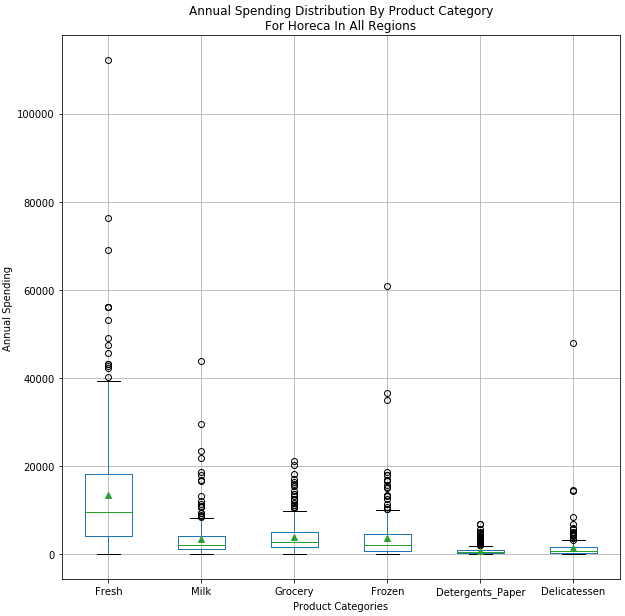 Annual Spending Distribution By Product Category
For Horeca In All Regions
100000
80000
60000
40000
20000
0
Annual Spending
Fresh
Milk
Grocery
Frozen
Detergents_Paper
Delicatessen
Product Categories